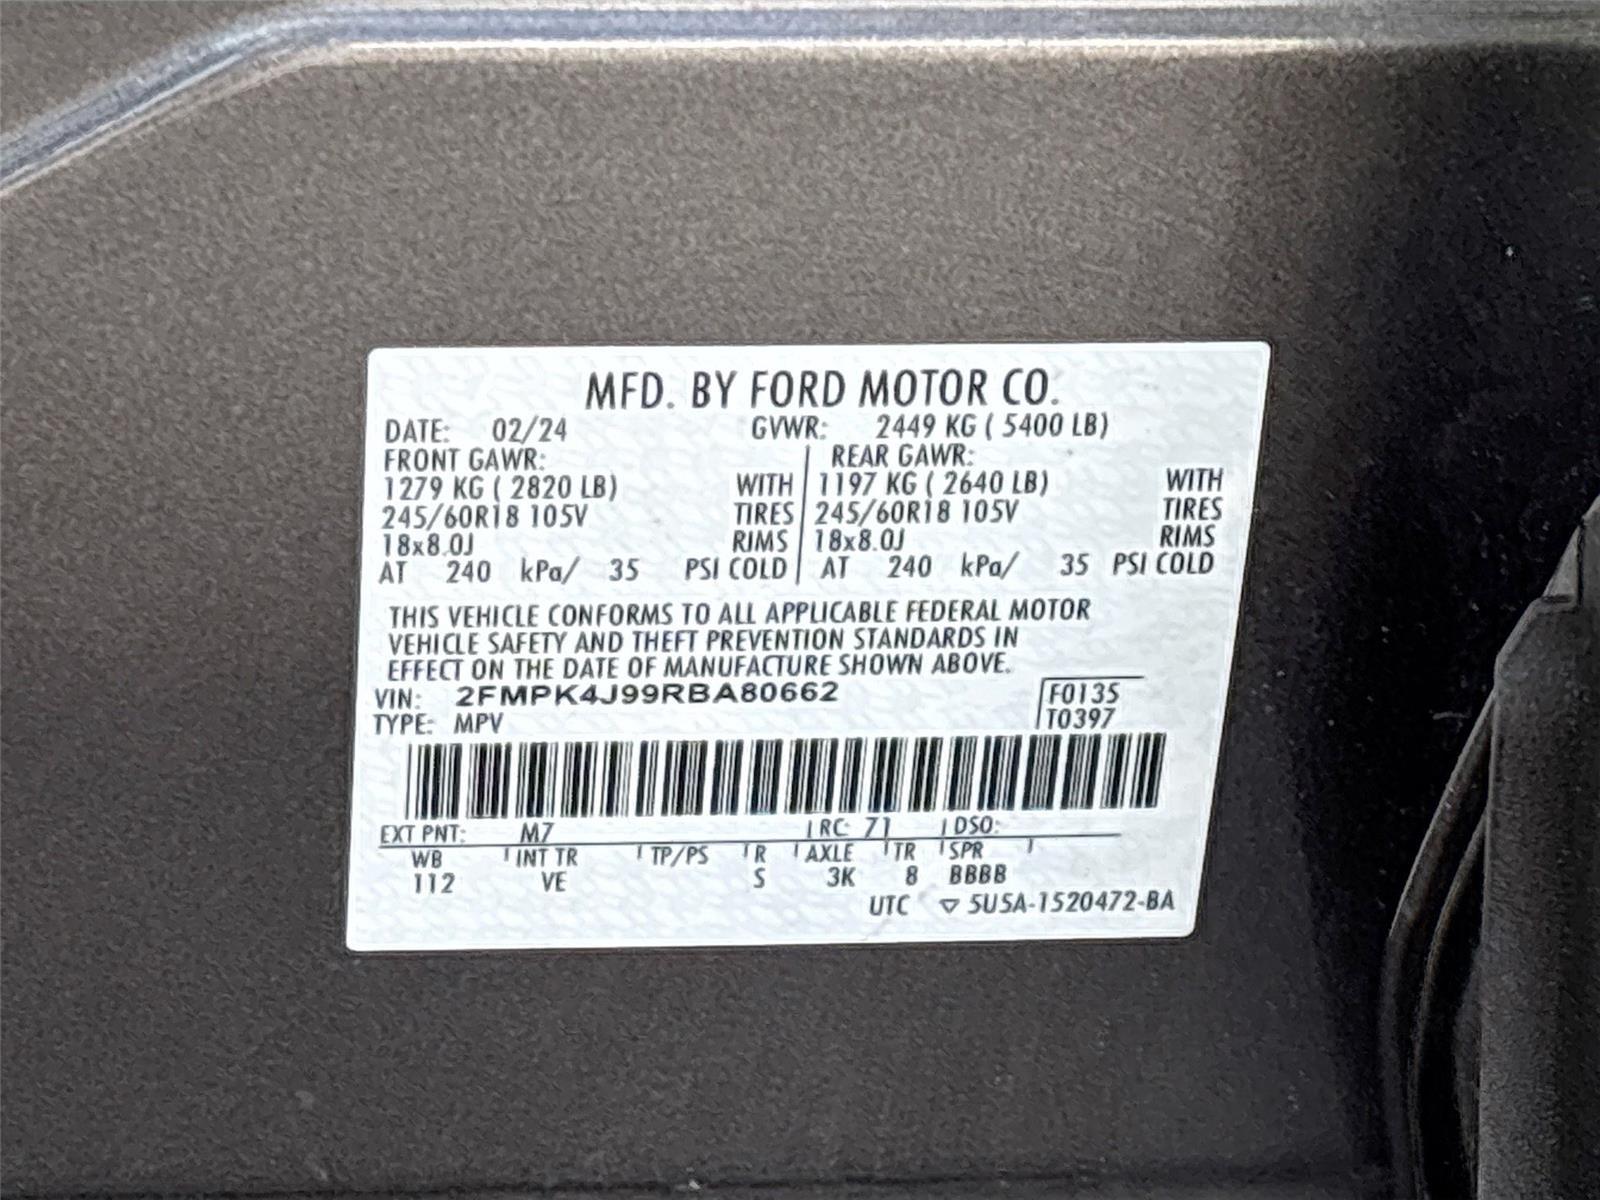 MFD. BY FORD MOTOR CO.
DATE: 02/24 GVWR: 2449 KG ( 5400 LB)
FRONT GAWR: REAR GAWR:
1279 KG ( 2820 LB) WITH 1197 KG ( 2640 LB) WITH
245/60R18 105V TIRES 245/60R18 105V TIRES
18x8.0J RIMS 18x8.0J RIMS
AT 240 kPa/ 35 PSI COLD AT 240 kPa/ 35 PSI COLD
THIS VEHICLE CONFORMS TO ALL APPLICABLE FEDERAL MOTOR
VEHICLE SAFETY AND THEFT PREVENTION STANDARDS IN
EFFECT ON THE DATE OF MANUFACTURE SHOWN ABOVE.
VIN: 2FMPK4J99RBA80662 F0135
TYPE: MPV T0397
EXT PNT: M7 RC: 71 DSO:
WB INT TR TP/PS R AXLE TR SPR
112 VE S 3K 8 BBBB
UTC ▽ 5U5A-1520472-BA